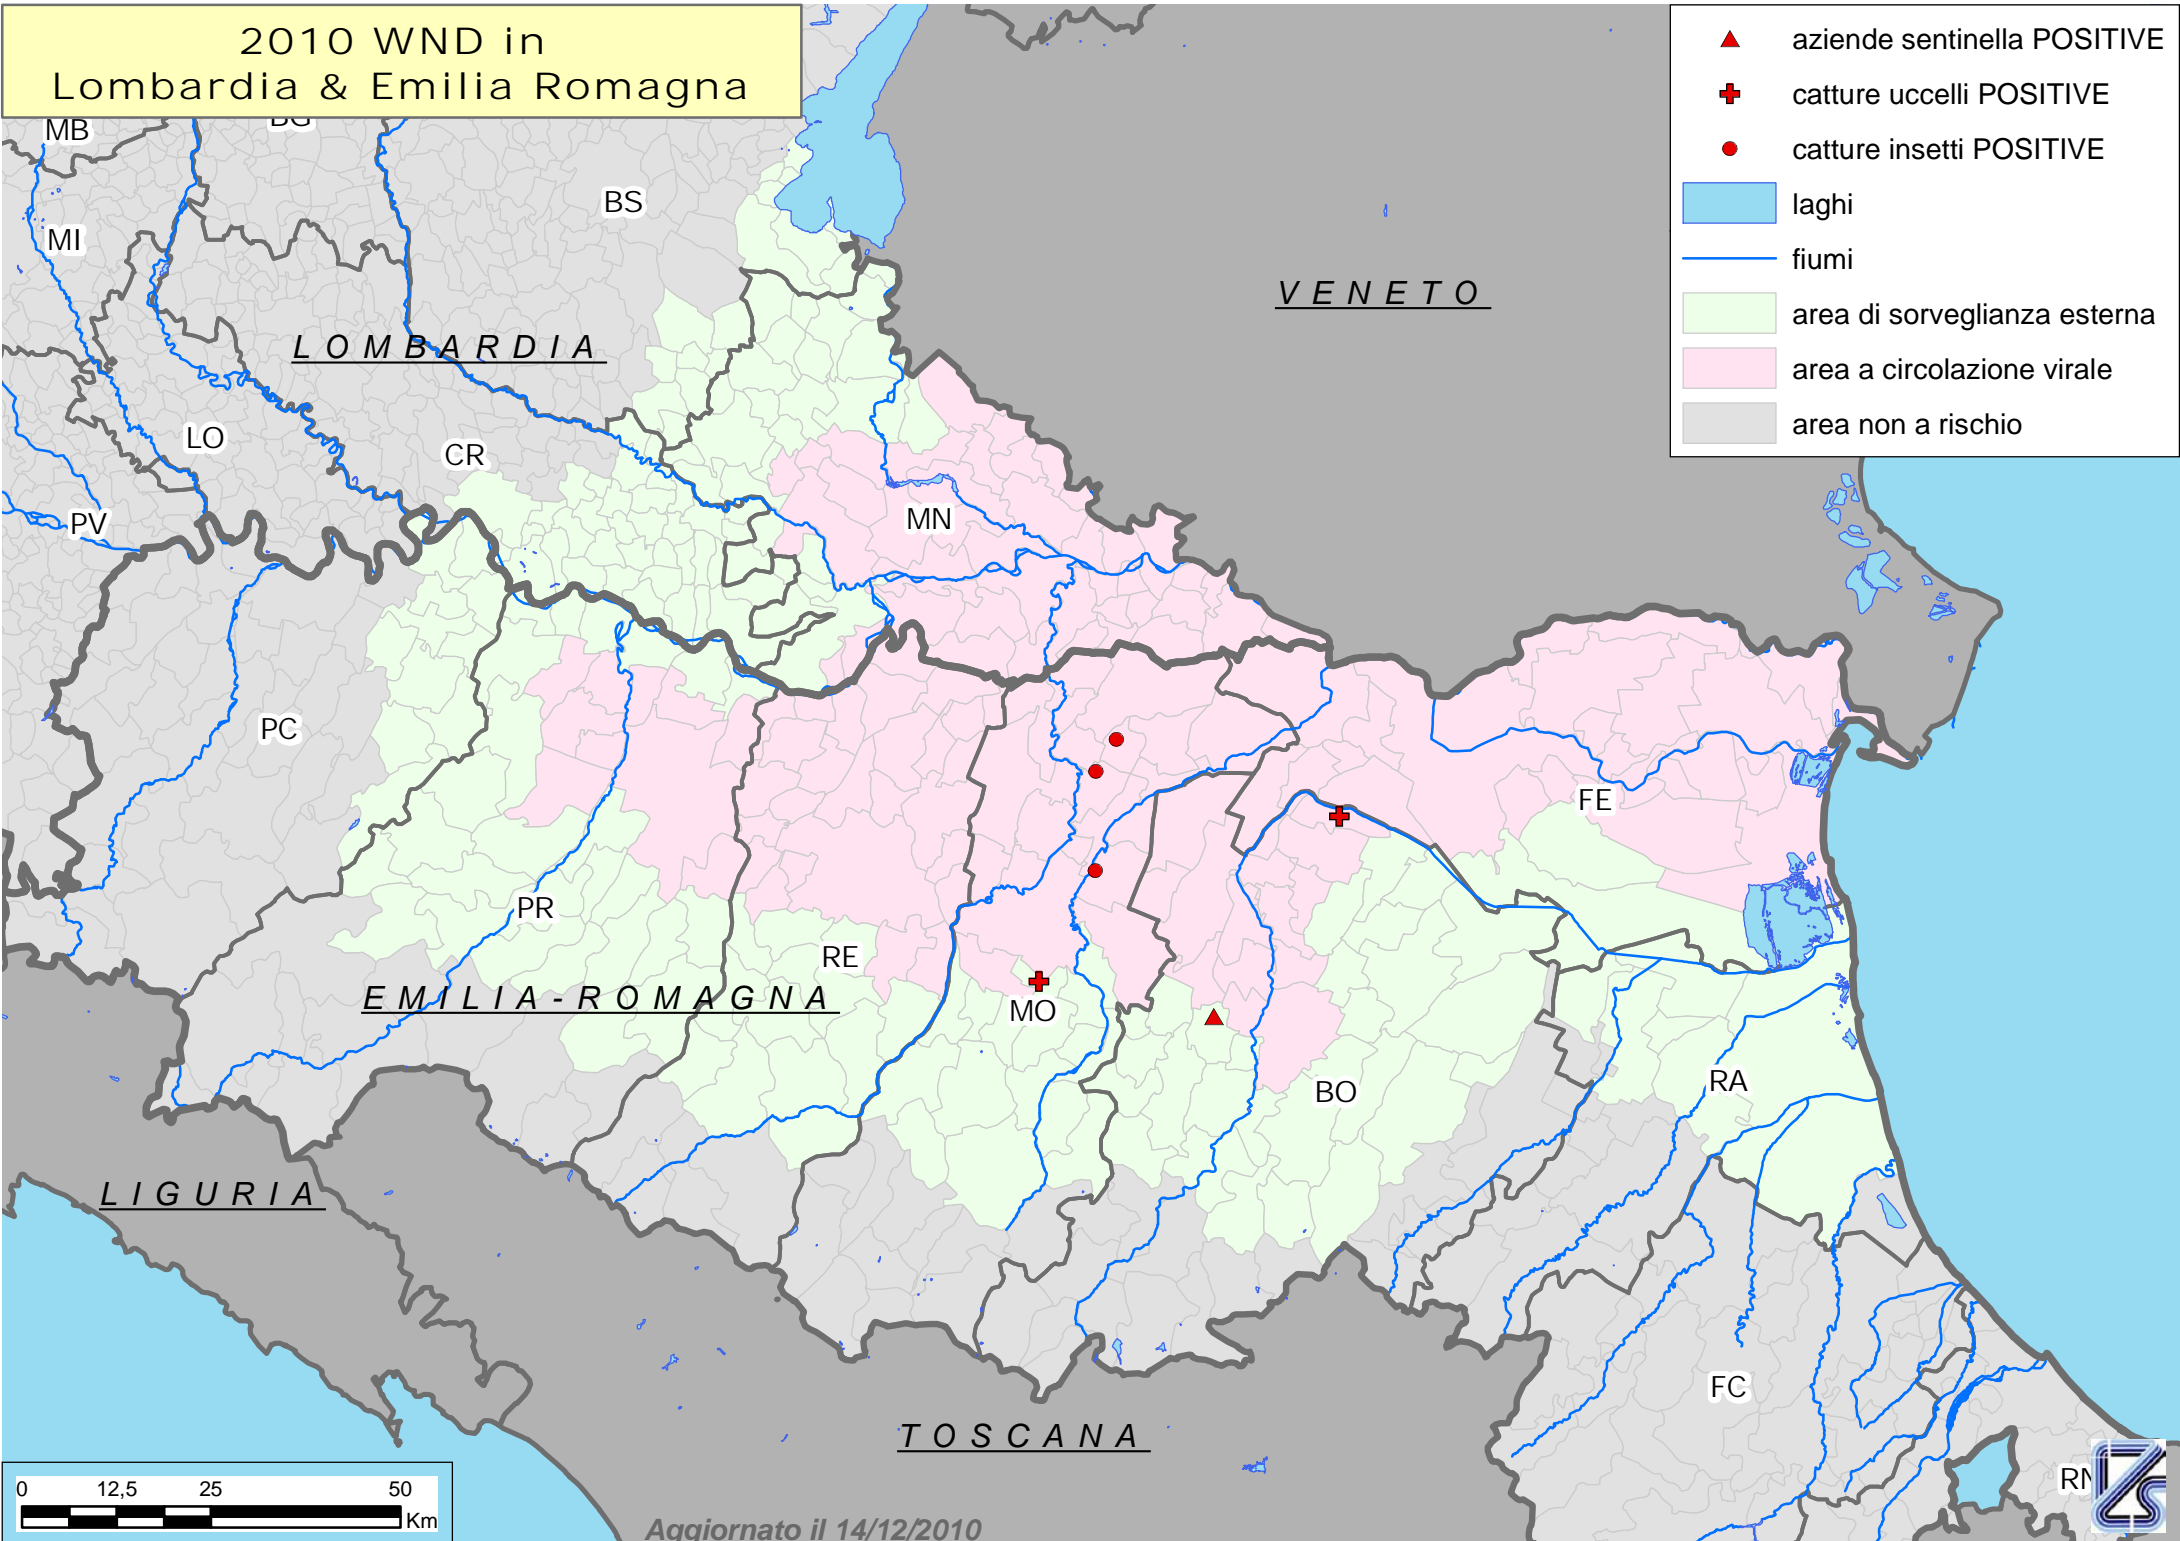 2010 WND in
Lombardia & Emilia Romagna
aziende sentinella POSITIVE
catture uccelli POSITIVE
catture insetti POSITIVE
laghi
fiumi
area di sorveglianza esterna
area a circolazione virale
area non a rischio
MB
BG
BS
MI
VENETO
LOMBARDIA
LO
CR
PV
MN
PC
FE
PR
RE
EMILIA-ROMAGNA
MO
RA
BO
LIGURIA
FC
TOSCANA
RN
0 12,5 25 50
Km
Aggiornato il 14/12/2010
IZS